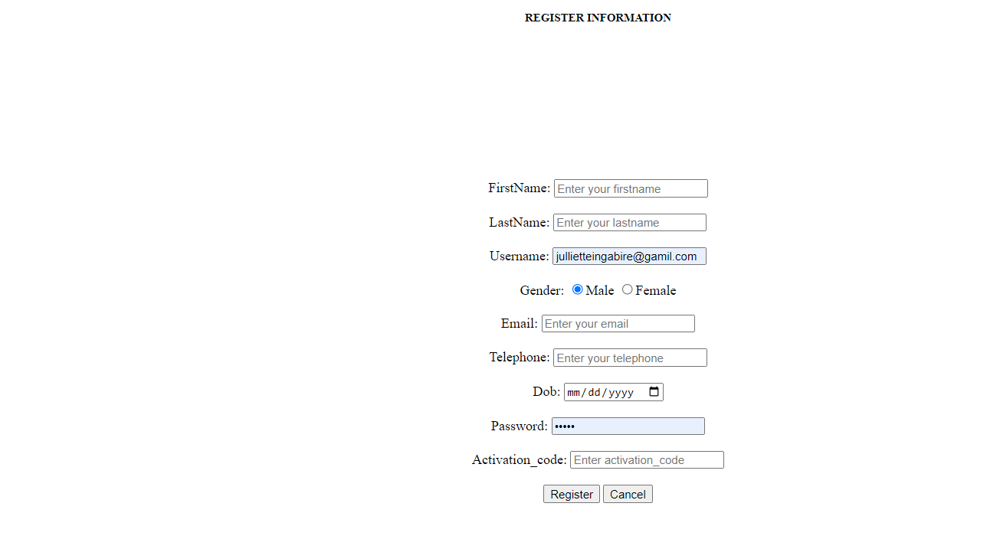 REGISTER INFORMATION
FirstName: Enter your firstname
LastName: Enter your lastname
Username: jullietteingabire@gamil.com
Gender: Male Female
Email: Enter your email
Telephone: Enter your telephone
Dob: mm/dd/yyyy
Password: •••••
Activation_code: Enter activation_code
Register Cancel